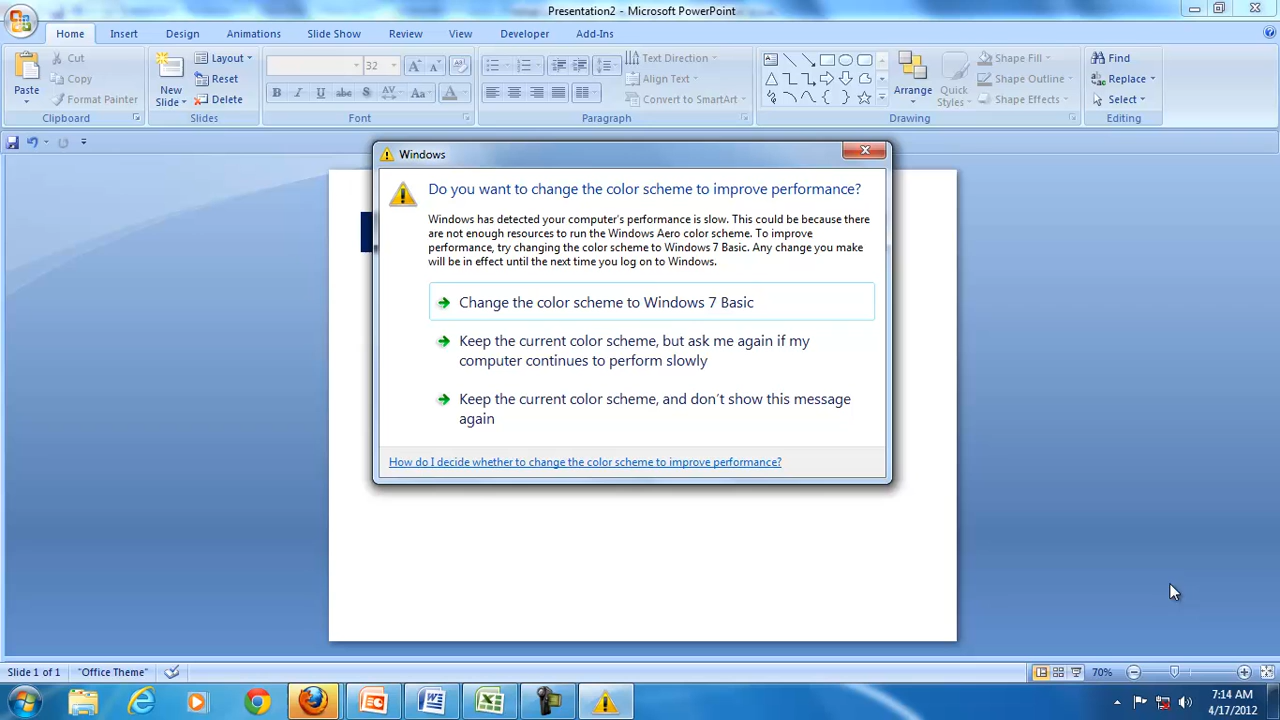 Presentation2 - Microsoft PowerPoint
Home Insert Design Animations Slide Show Review View Developer Add-Ins
Paste
Cut
Copy
Format Painter
Clipboard
New Slide
Layout
Reset
Delete
Slides
32
B I U abc S AV Aa A
Font
Text Direction
Align Text
Convert to SmartArt
Paragraph
Arrange
Quick Styles
Shape Fill
Shape Outline
Shape Effects
Drawing
Find
Replace
Select
Editing
Windows
Do you want to change the color scheme to improve performance?
Windows has detected your computer's performance is slow. This could be because there
are not enough resources to run the Windows Aero color scheme. To improve
performance, try changing the color scheme to Windows 7 Basic. Any change you make
will be in effect until the next time you log on to Windows.
Change the color scheme to Windows 7 Basic
Keep the current color scheme, but ask me again if my
computer continues to perform slowly
Keep the current color scheme, and don't show this message
again
How do I decide whether to change the color scheme to improve performance?
Slide 1 of 1 "Office Theme" 70%
7:14 AM
4/17/2012